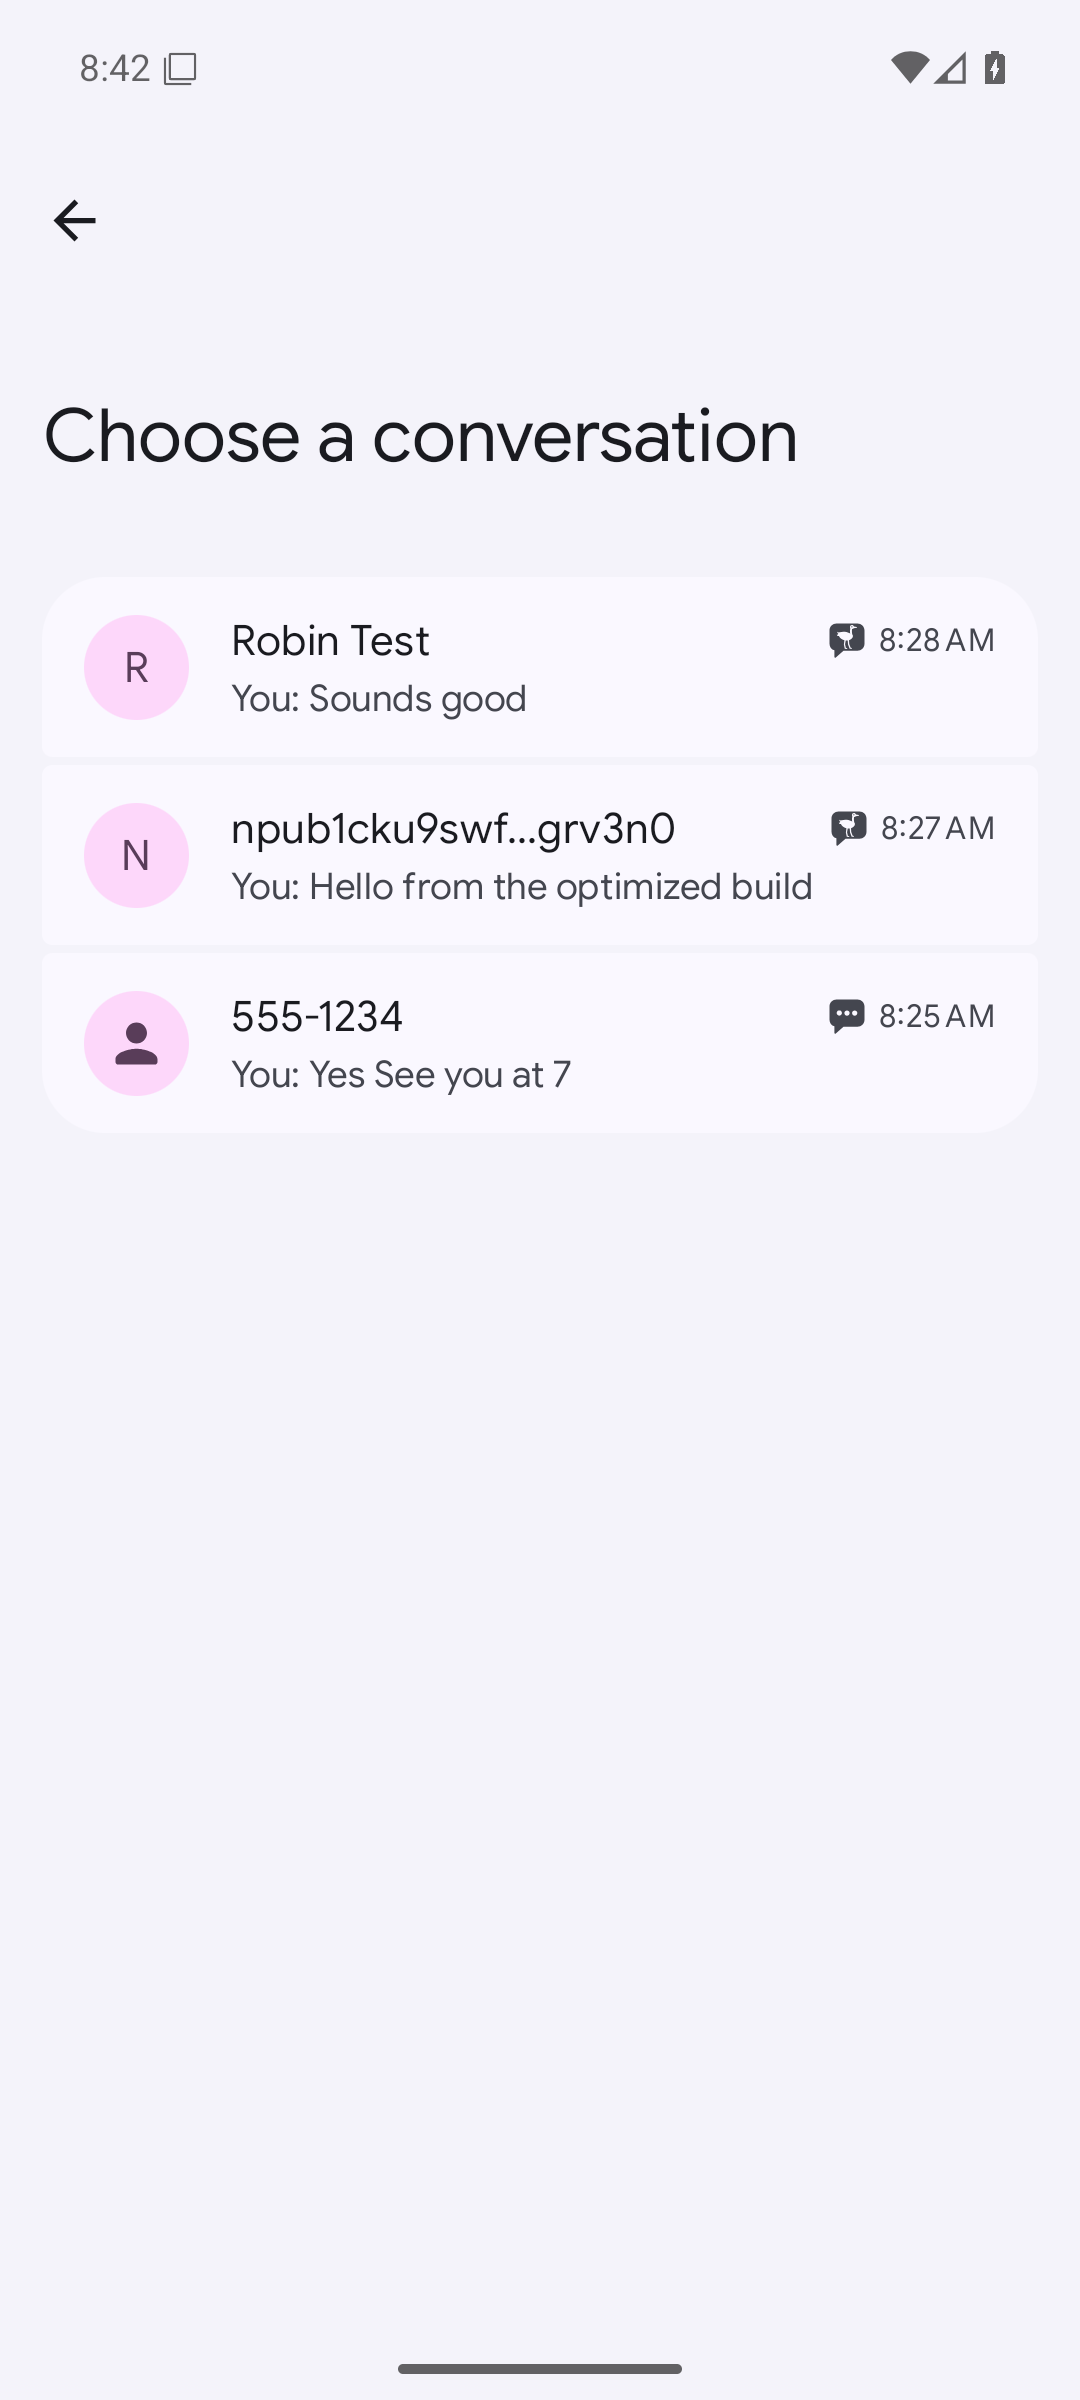 8:42
Choose a conversation
R
Robin Test
8:28 AM
You: Sounds good
N
npub1cku9swf...grv3n0
8:27 AM
You: Hello from the optimized build
555-1234
8:25 AM
You: Yes See you at 7